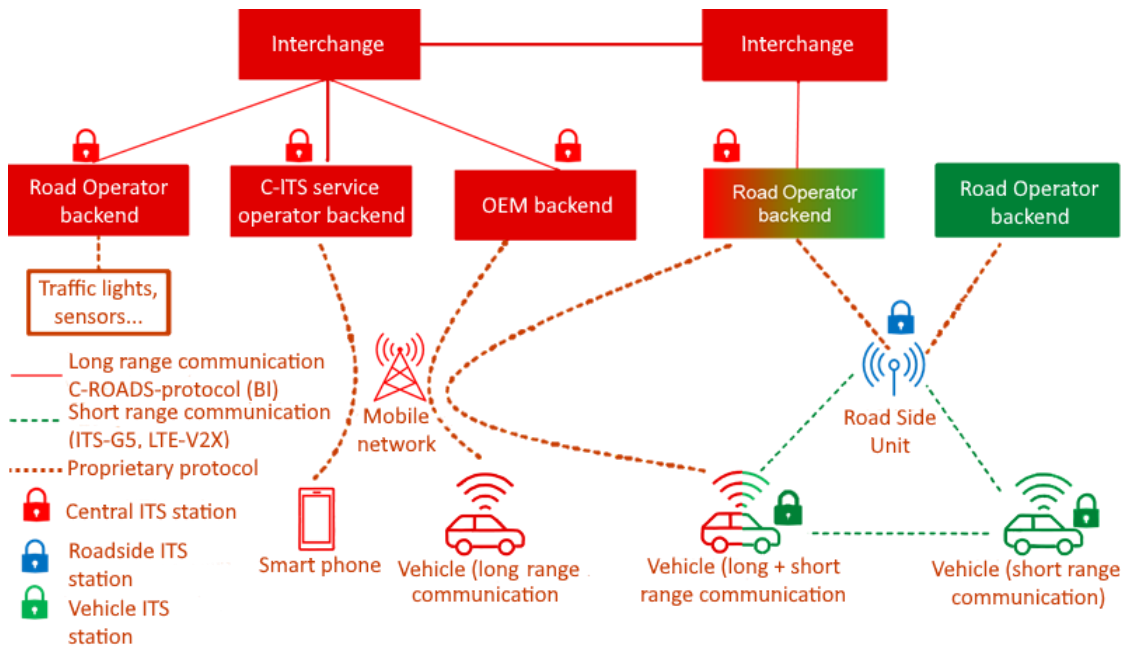 Interchange
Interchange
Road Operator
backend
C-ITS service
operator backend
OEM backend
Road Operator
backend
Road Operator
backend
Traffic lights,
sensors...
Long range communication
C-ROADS-protocol (BI)
Short range communication
(ITS-G5, LTE-V2X)
Proprietary protocol
Central ITS station
Roadside ITS
station
Vehicle ITS
station
Mobile
network
Road Side
Unit
Smart phone
Vehicle (long range
communication
Vehicle (long + short
range communication
Vehicle (short range
communication)